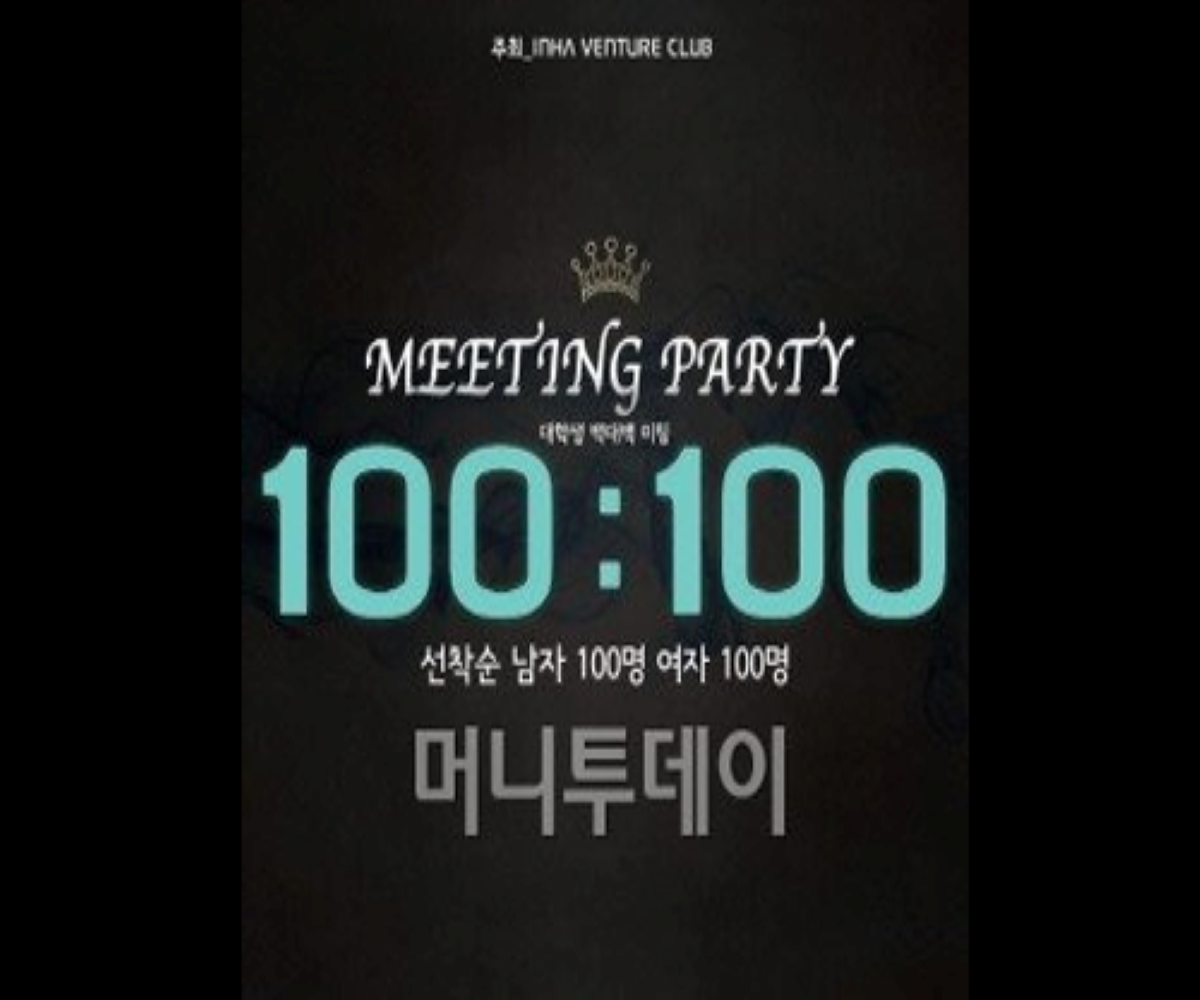 주최_INHA VENTURE CLUB
MEETING PARTY
대학생 백대백 미팅
100:100
선착순 남자 100명 여자 100명
머니투데이